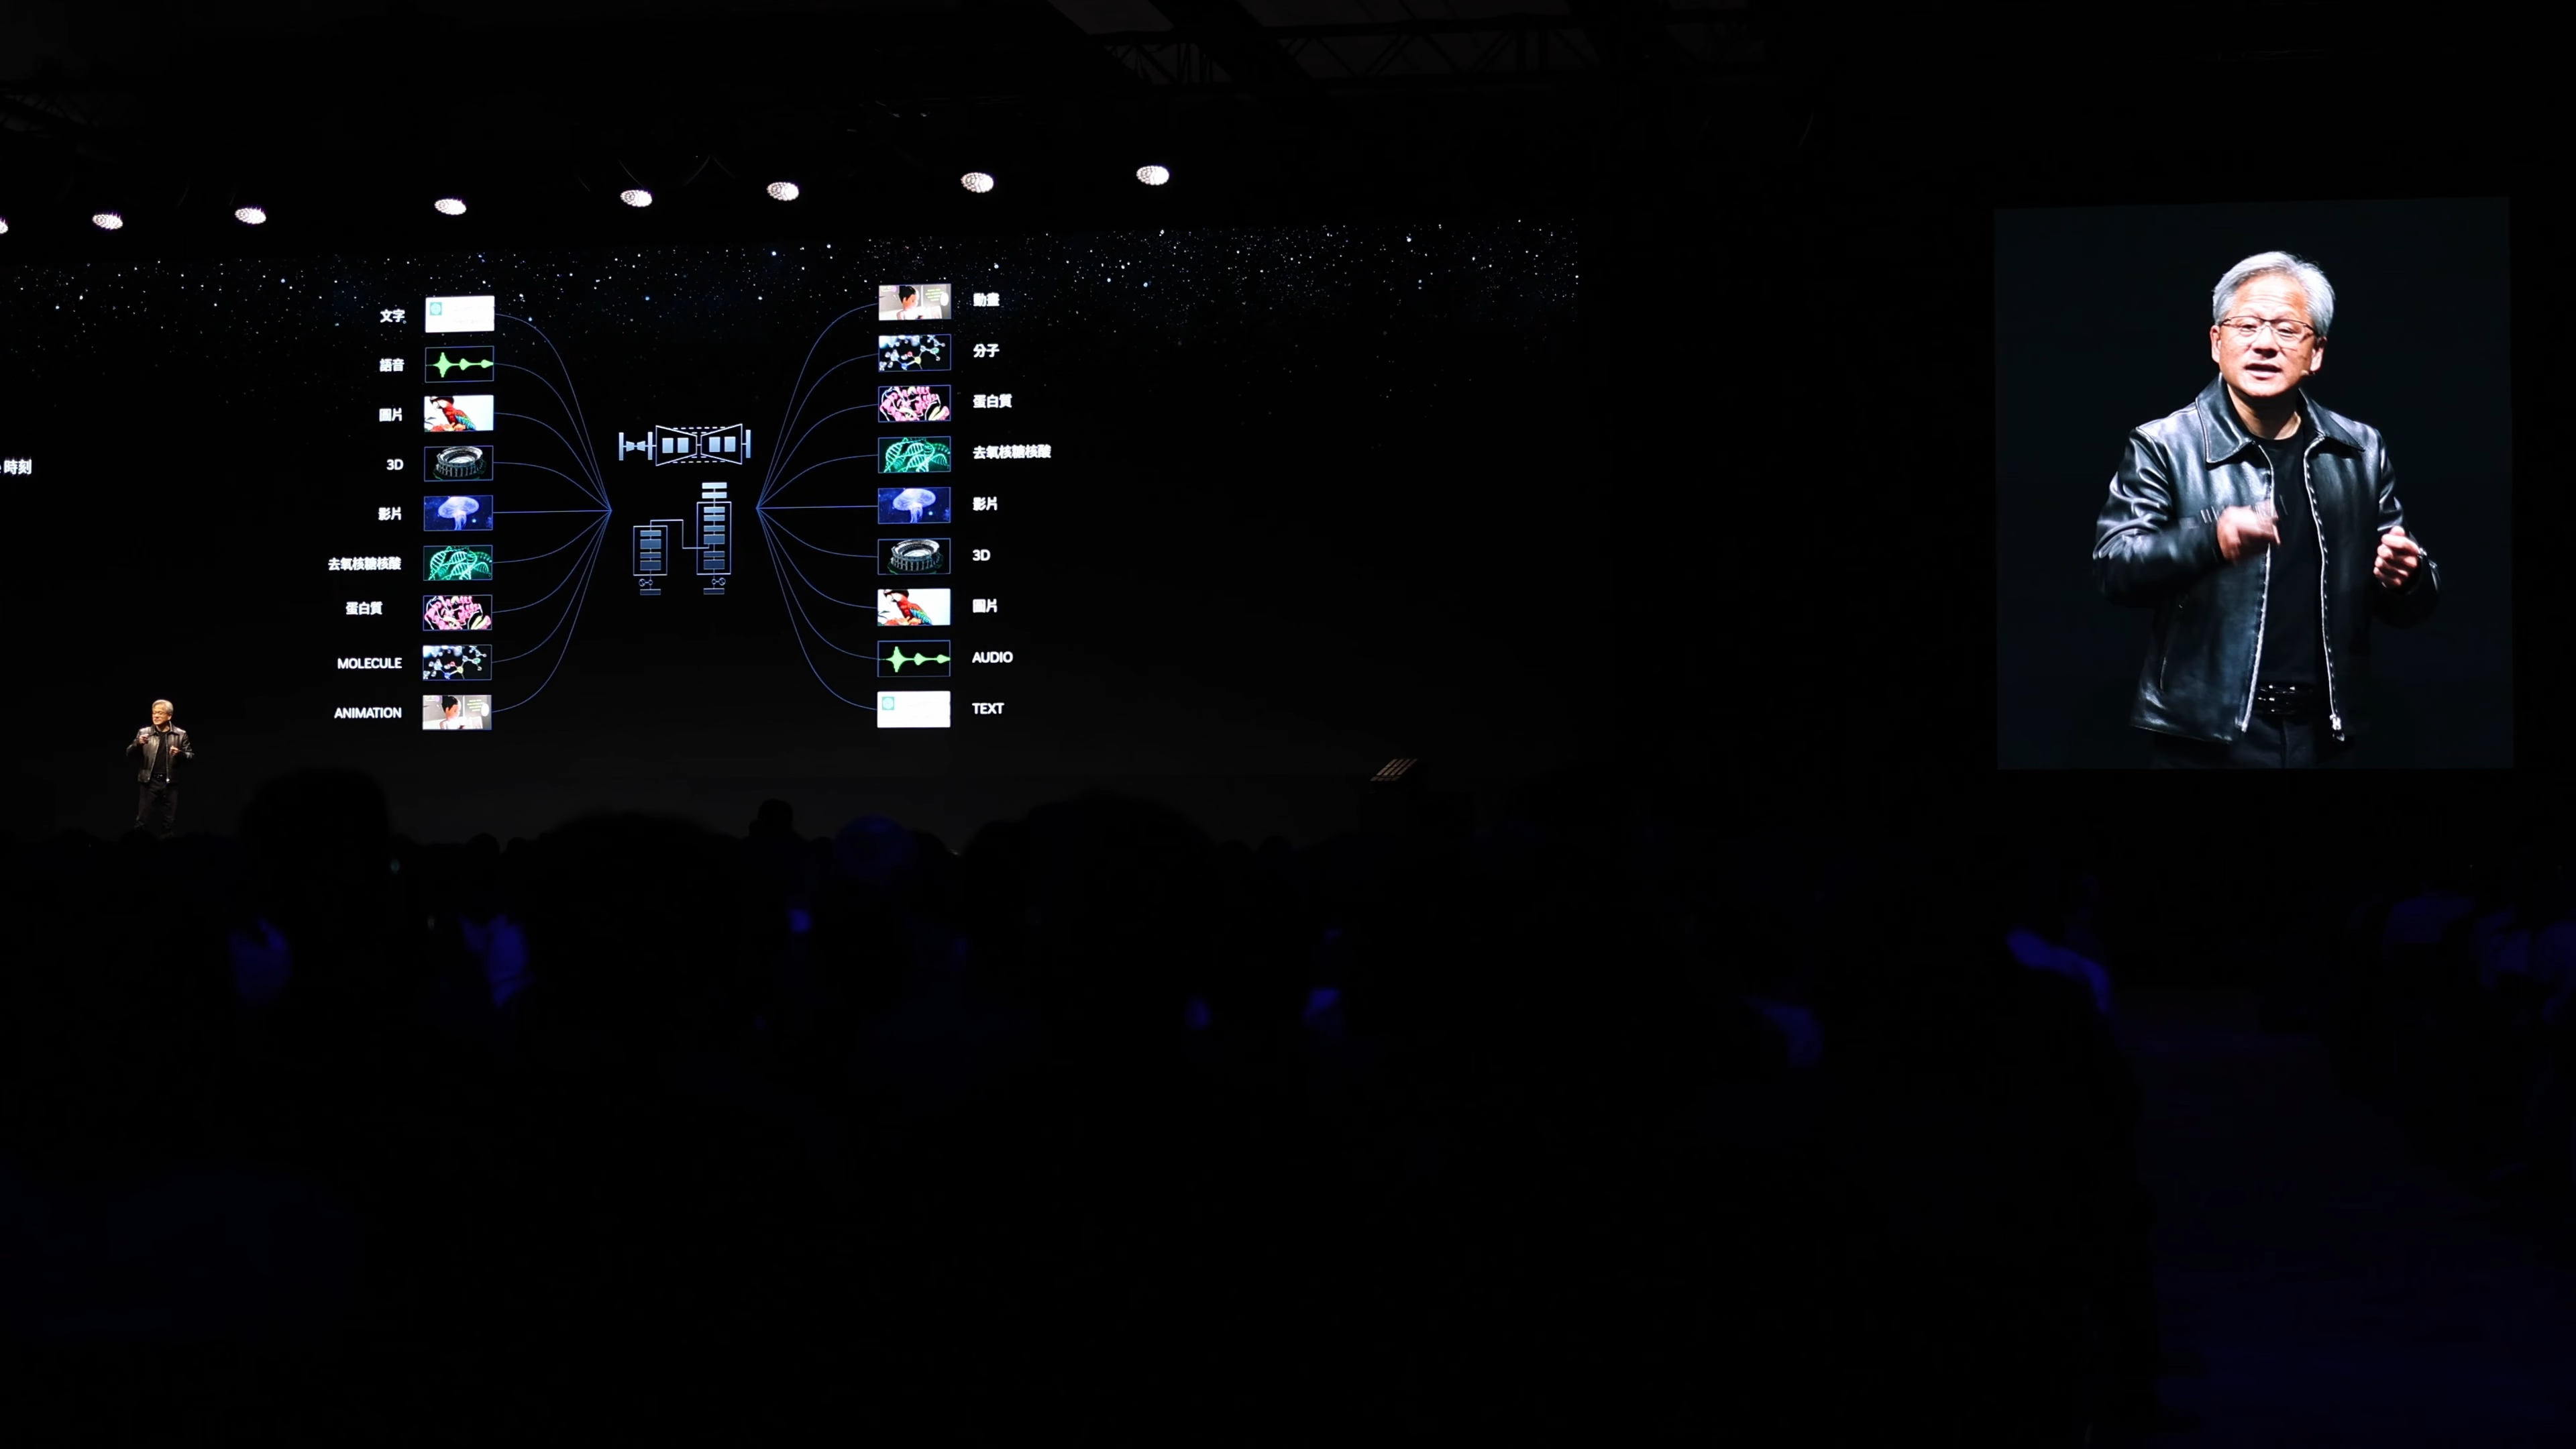 時刻
文字
語音
圖片
3D
影片
去氧核糖核酸
蛋白質
MOLECULE
ANIMATION
動畫
分子
蛋白質
去氧核糖核酸
影片
3D
圖片
AUDIO
TEXT